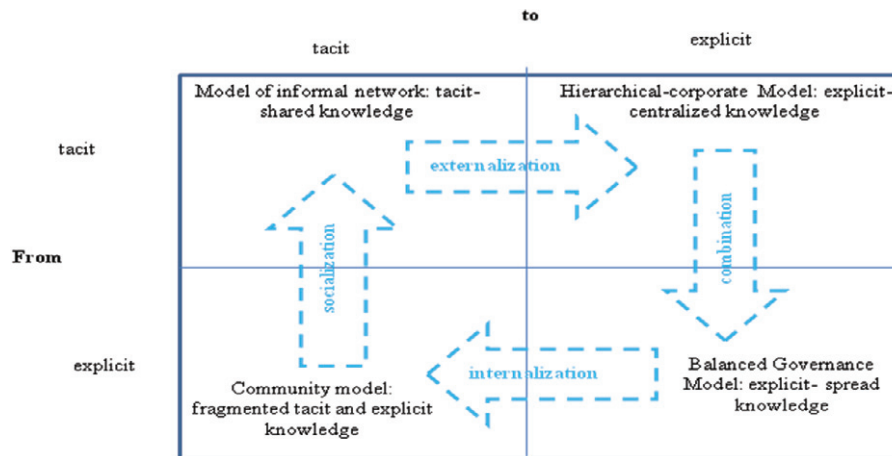 to
tacit
explicit
Model of informal network: tacit-
shared knowledge
Hierarchical-corporate Model: explicit-
centralized knowledge
tacit
externalization
From
socialization
combination
explicit
internalization
Community model:
fragmented tacit and explicit
knowledge
Balanced Governance
Model: explicit- spread
knowledge